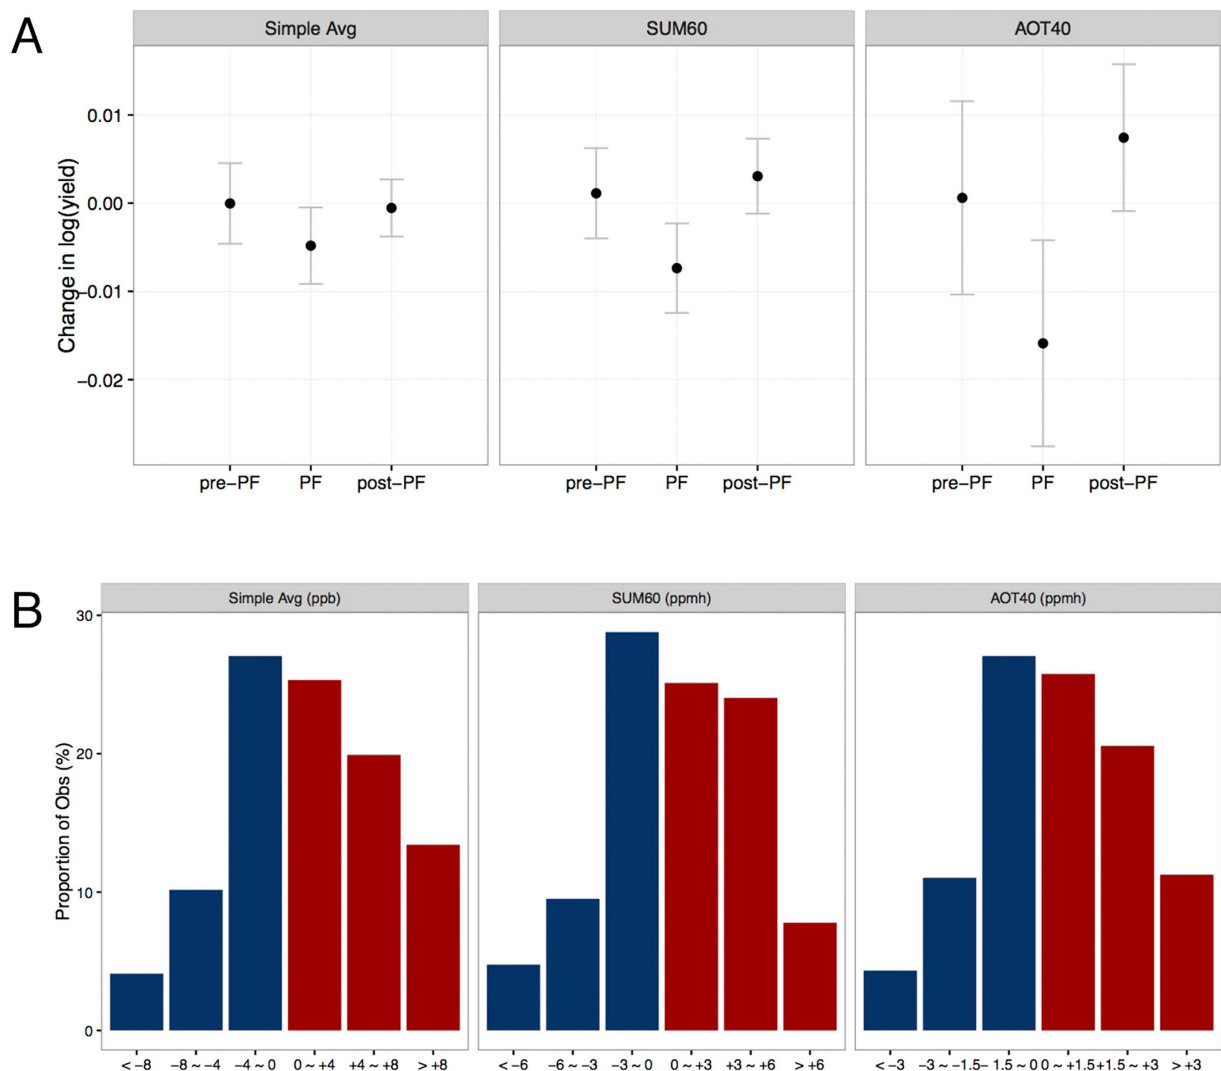 A
Simple Avg
SUM60
AOT40
Change in log(yield)
0.01
0.00
−0.01
−0.02
pre−PF PF post−PF
pre−PF PF post−PF
pre−PF PF post−PF
B
Simple Avg (ppb)
SUM60 (ppmh)
AOT40 (ppmh)
Proportion of Obs (%)
30
20
10
0
< −8 −8 ~ −4 −4 ~ 0 0 ~ +4 +4 ~ +8 > +8
< −6 −6 ~ −3 −3 ~ 0 0 ~ +3 +3 ~ +6 > +6
< −3 −3 ~ −1.5 − 1.5 ~ 0 0 ~ +1.5 +1.5 ~ +3 > +3